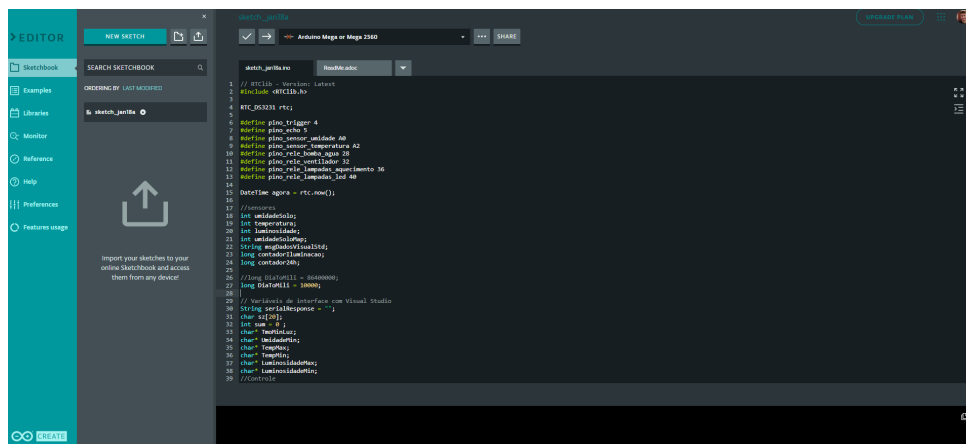 sketch_jan18a
UPGRADE PLAN
>EDITOR
NEW SKETCH
Arduino Mega or Mega 2560
SHARE
Sketchbook
Examples
Libraries
Monitor
Reference
Help
Preferences
Features usage
SEARCH SKETCHBOOK
ORDERING BY LAST MODIFIED
sketch_jan18a
Import your sketches to your
online Sketchbook and access
them from any device!
CREATE
sketch_jan18a.ino ReadMe.adoc
1 // RTClib - Version: Latest
2 #include <RTClib.h>
3
4 RTC_DS3231 rtc;
5
6 #define pino_trigger 4
7 #define pino_echo 5
8 #define pino_sensor_umidade A0
9 #define pino_sensor_temperatura A2
10 #define pino_rele_bomba_agua 28
11 #define pino_rele_ventilador 32
12 #define pino_rele_lampadas_aquecimento 36
13 #define pino_rele_lampadas_led 40
14
15 DateTime agora = rtc.now();
16
17 //sensores
18 int umidadeSolo;
19 int temperatura;
20 int luminosidade;
21 int umidadeSoloMap;
22 String msgDadosVisualStd;
23 long contadorIluminacao;
24 long contador24h;
25
26 //long DiaToMili = 86400000;
27 long DiaToMili = 10000;
28
29 // Variáveis de interface com Visual Studio
30 String serialResponse = "";
31 char sz[20];
32 int sum = 0 ;
33 char* TmoMinLuz;
34 char* UmidadeMin;
35 char* TempMax;
36 char* TempMin;
37 char* LuminosidadeMax;
38 char* LuminosidadeMin;
39 //Controle